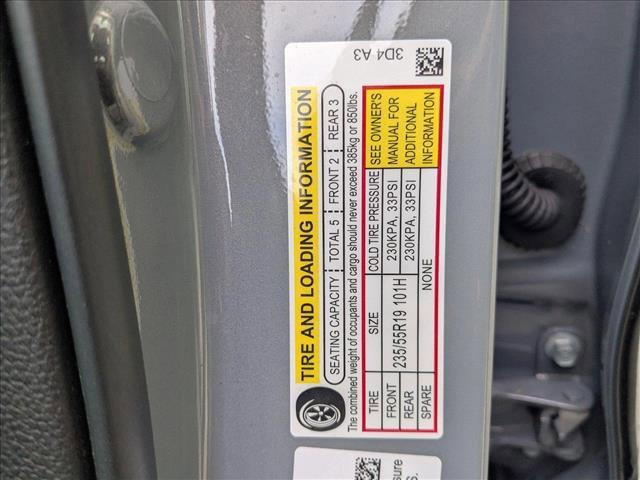 3D4 A3
TIRE AND LOADING INFORMATION
SEATING CAPACITY | TOTAL 5 | FRONT 2 | REAR 3
The combined weight of occupants and cargo should never exceed 385kg or 850lbs.
TIRE SIZE COLD TIRE PRESSURE SEE OWNER'S
FRONT 235/55R19 101H 230KPA, 33PSI MANUAL FOR
REAR 230KPA, 33PSI ADDITIONAL
SPARE NONE INFORMATION